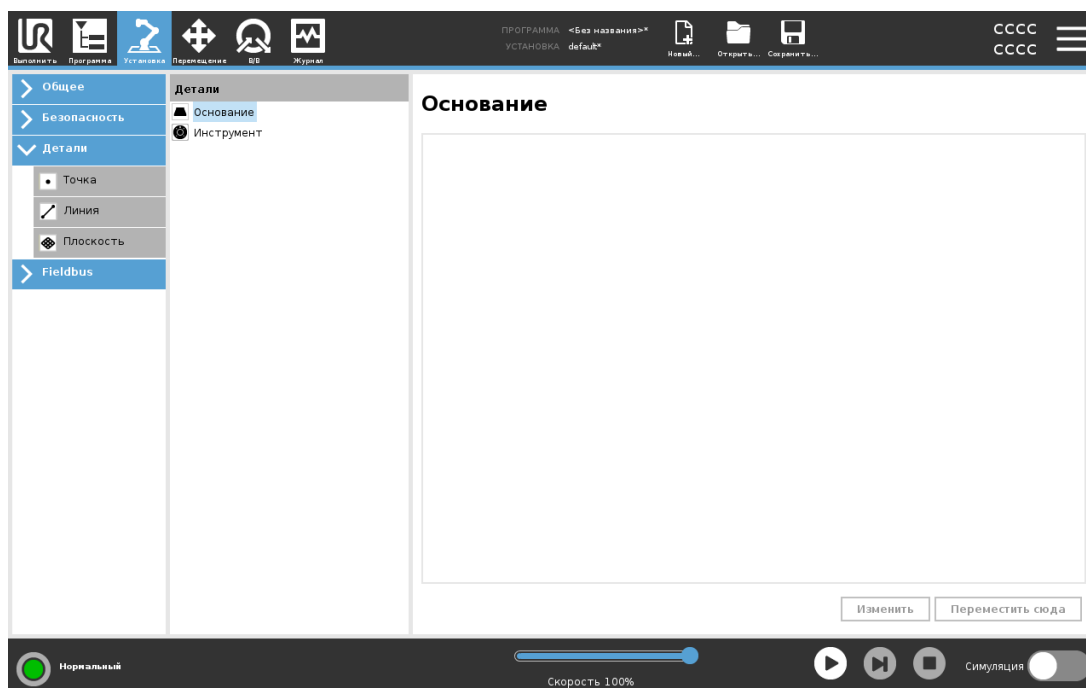 ПРОГРАММА <Без названия>*
УСТАНОВКА default*
CCCC
CCCC
Выполнить Программа Установка Перемещение В/В Журнал
Новый... Открыть... Сохранить...
Общее
Безопасность
Детали
Точка
Линия
Плоскость
Fieldbus
Детали
Основание
Инструмент
Основание
Изменить Переместить сюда
Нормальный
Скорость 100%
Симуляция